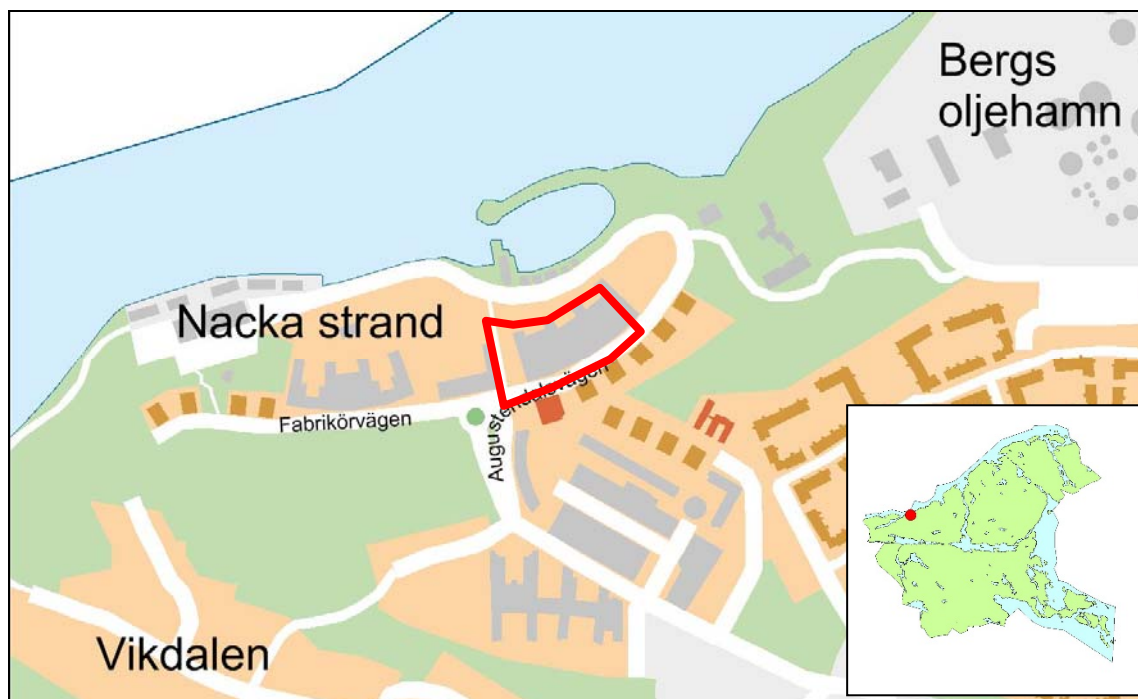 Bergs
oljehamn
Nacka strand
Fabrikörvägen
Augustendalsvägen
Vikdalen